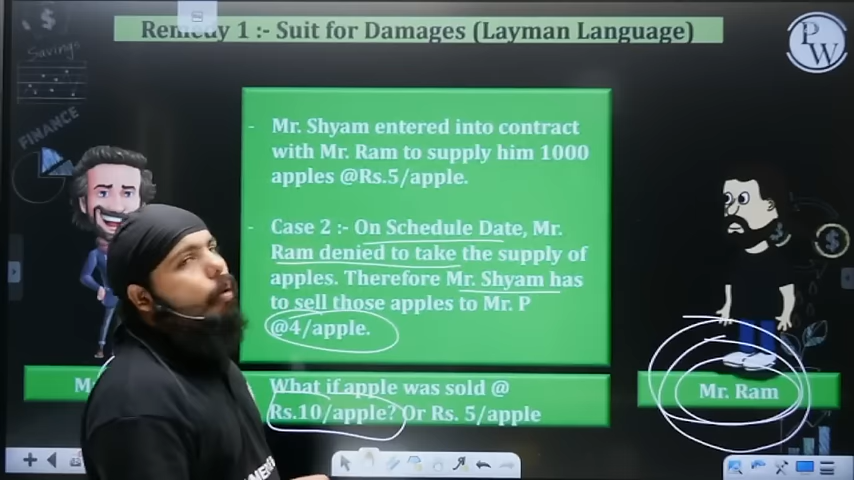 Remedy 1 :- Suit for Damages (Layman Language)
PW
Savings
FINANCE
- Mr. Shyam entered into contract
with Mr. Ram to supply him 1000
apples @Rs.5/apple.
- Case 2 :- On Schedule Date, Mr.
Ram denied to take the supply of
apples. Therefore Mr. Shyam has
to sell those apples to Mr. P
@4/apple.
What if apple was sold @
Rs.10/apple? Or Rs. 5/apple
Mr. Ram